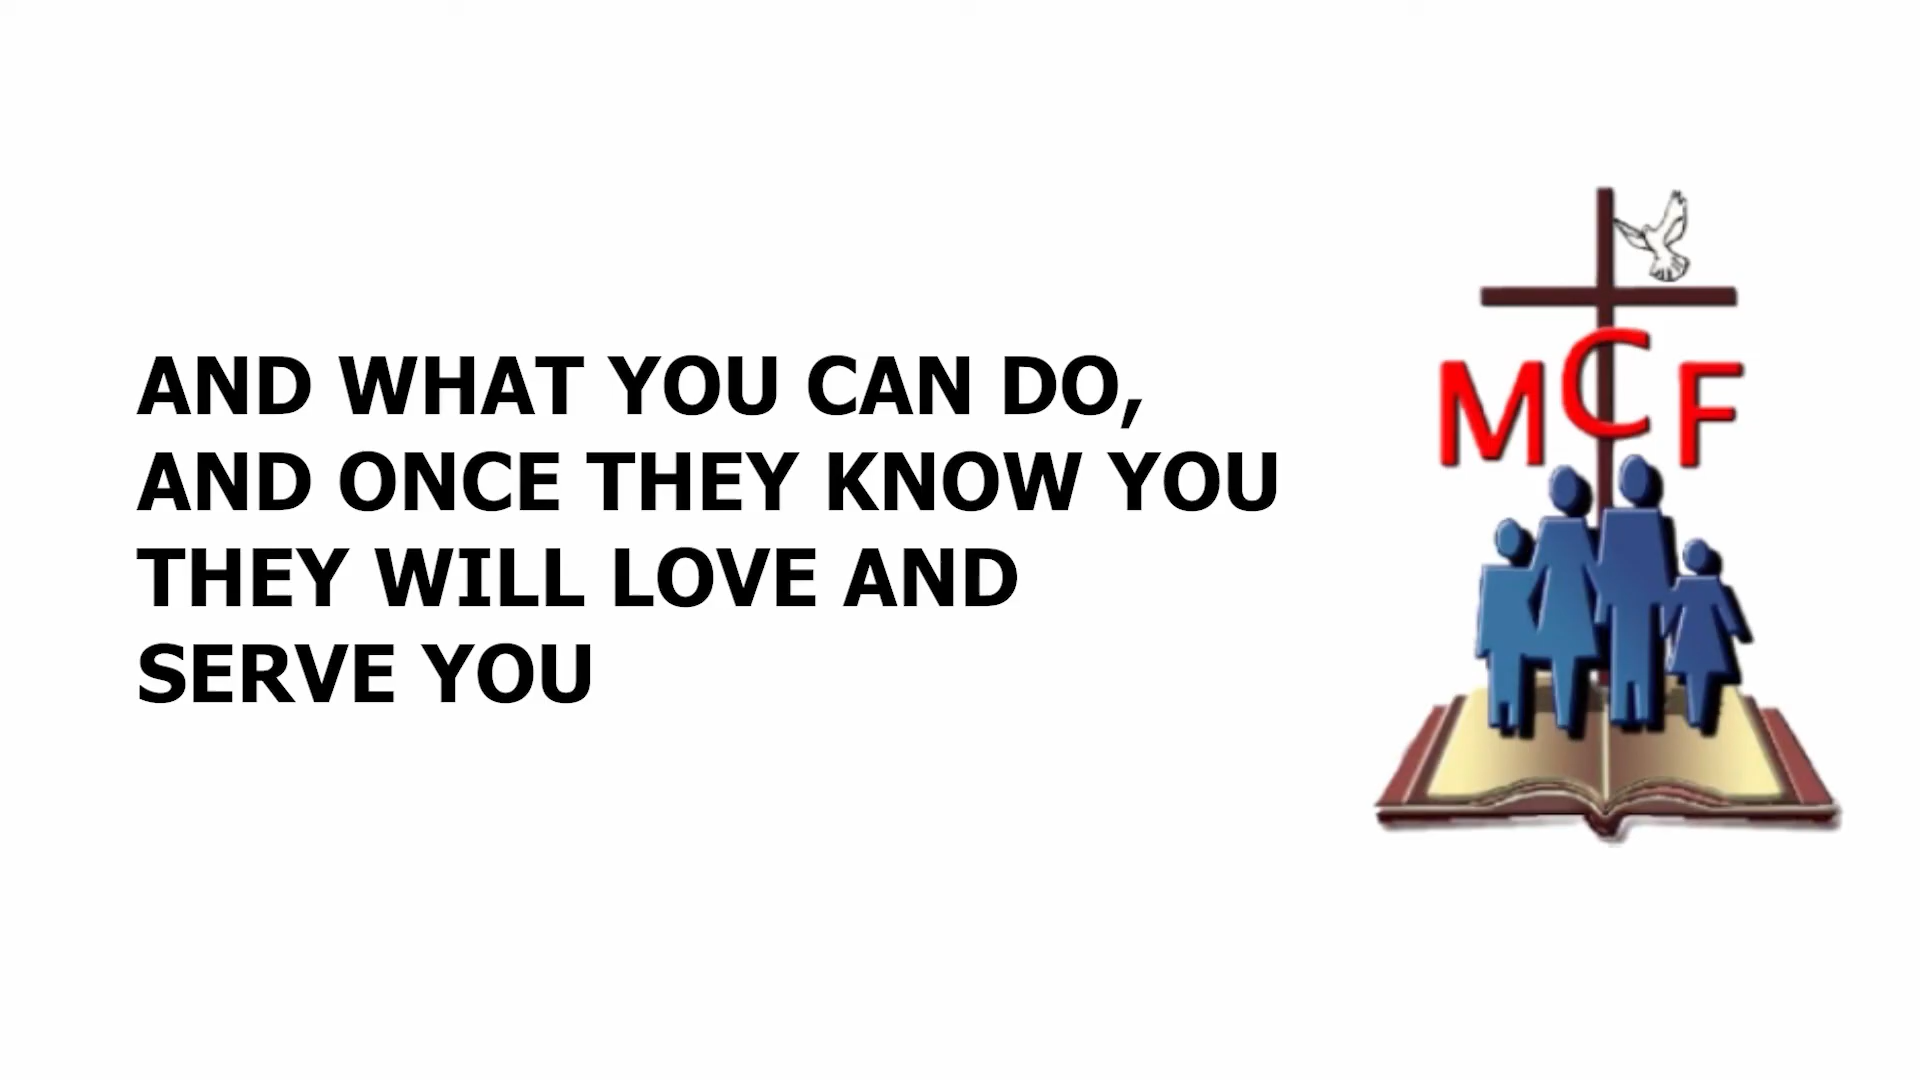 AND WHAT YOU CAN DO,
AND ONCE THEY KNOW YOU
THEY WILL LOVE AND
SERVE YOU
MCF